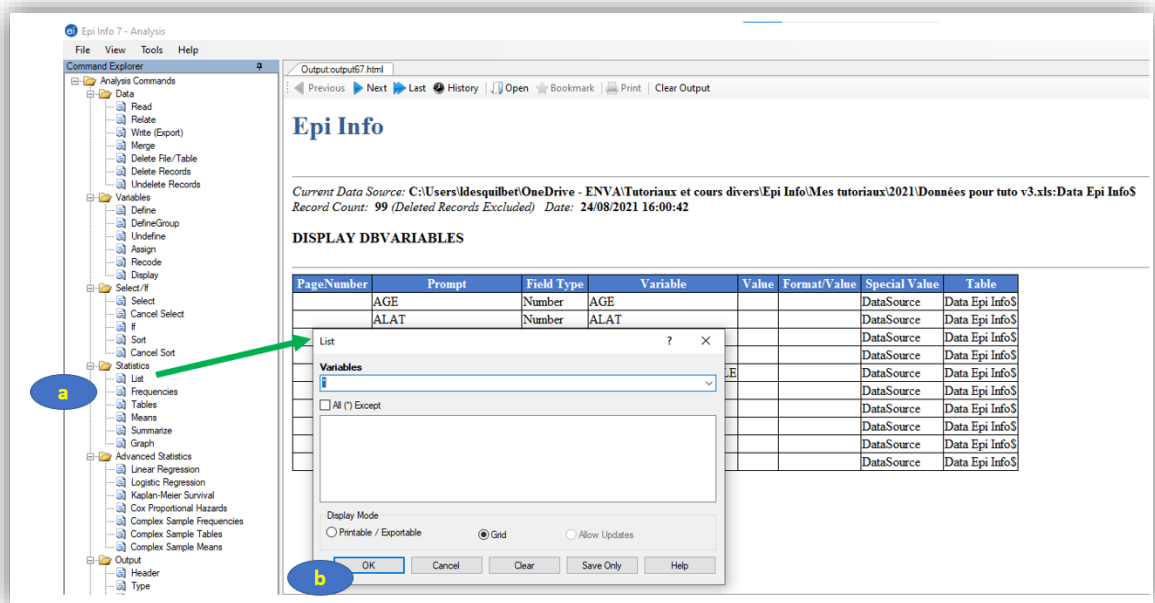 Epi Info 7 - Analysis
File View Tools Help
Command Explorer
Analysis Commands
Data
Read
Relate
Write (Export)
Merge
Delete File/Table
Delete Records
Undelete Records
Variables
Define
DefineGroup
Undefine
Assign
Recode
Display
Select/If
Select
Cancel Select
If
Sort
Cancel Sort
Statistics
List
Frequencies
Tables
Means
Summarize
Graph
Advanced Statistics
Linear Regression
Logistic Regression
Kaplan-Meier Survival
Cox Proportional Hazards
Complex Sample Frequencies
Complex Sample Tables
Complex Sample Means
Output
Header
Type
a
Output:output67.html
Previous Next Last History Open Bookmark Print Clear Output
Epi Info
Current Data Source: C:\Users\ldesquilbet\OneDrive - ENVA\Tutoriaux et cours divers\Epi Info\Mes tutoriaux\2021\Données pour tuto v3.xls:Data Epi Info$
Record Count: 99 (Deleted Records Excluded) Date: 24/08/2021 16:00:42
DISPLAY DBVARIABLES
PageNumber Prompt Field Type Variable Value Format/Value Special Value Table
AGE Number AGE DataSource Data Epi Info$
ALAT Number ALAT DataSource Data Epi Info$
DataSource Data Epi Info$
DataSource Data Epi Info$
LE DataSource Data Epi Info$
DataSource Data Epi Info$
DataSource Data Epi Info$
DataSource Data Epi Info$
DataSource Data Epi Info$
DataSource Data Epi Info$
List ? X
Variables
*
All (*) Except
Display Mode
Printable / Exportable Grid Allow Updates
OK Cancel Clear Save Only Help
b